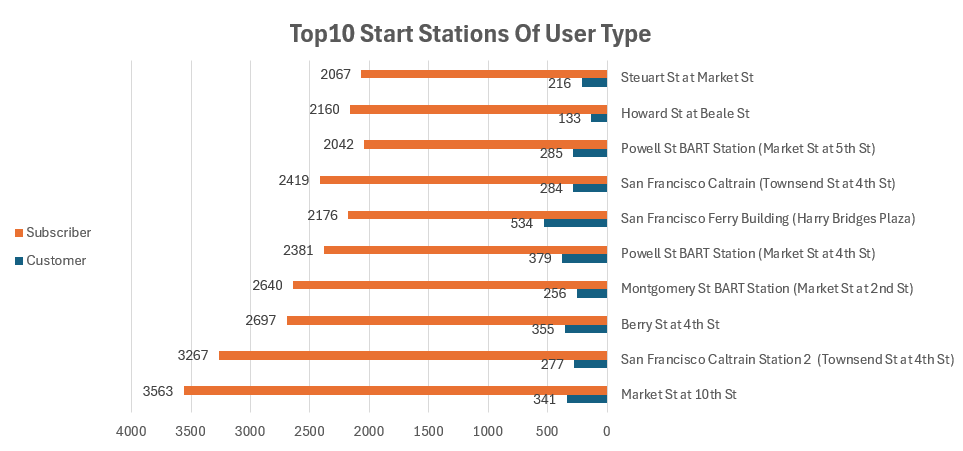 Top10 Start Stations Of User Type
2067 216 Steuart St at Market St
2160 133 Howard St at Beale St
2042 285 Powell St BART Station (Market St at 5th St)
2419 284 San Francisco Caltrain (Townsend St at 4th St)
2176 534 San Francisco Ferry Building (Harry Bridges Plaza)
2381 379 Powell St BART Station (Market St at 4th St)
2640 256 Montgomery St BART Station (Market St at 2nd St)
2697 355 Berry St at 4th St
3267 277 San Francisco Caltrain Station 2 (Townsend St at 4th St)
3563 341 Market St at 10th St
4000 3500 3000 2500 2000 1500 1000 500 0
Subscriber
Customer